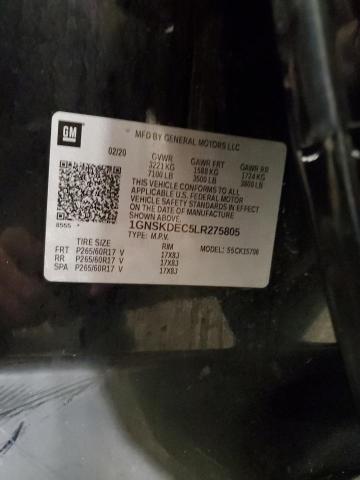 GM
MFD BY GENERAL MOTORS LLC
02/20 GVWR GAWR FRT GAWR RR
3221 KG 1588 KG 1724 KG
7100 LB 3500 LB 3800 LB
THIS VEHICLE CONFORMS TO ALL
APPLICABLE U.S. FEDERAL MOTOR
VEHICLE SAFETY STANDARDS IN
EFFECT ON THE DATE OF MANUFACTURE
SHOWN ABOVE
1GNSKDEC5LR275805
8555 TYPE: M.P.V. MODEL: S5CK15706
TIRE SIZE RIM
FRT P265/60R17 V 17X8J
RR P265/60R17 V 17X8J
SPA P265/60R17 V 17X8J